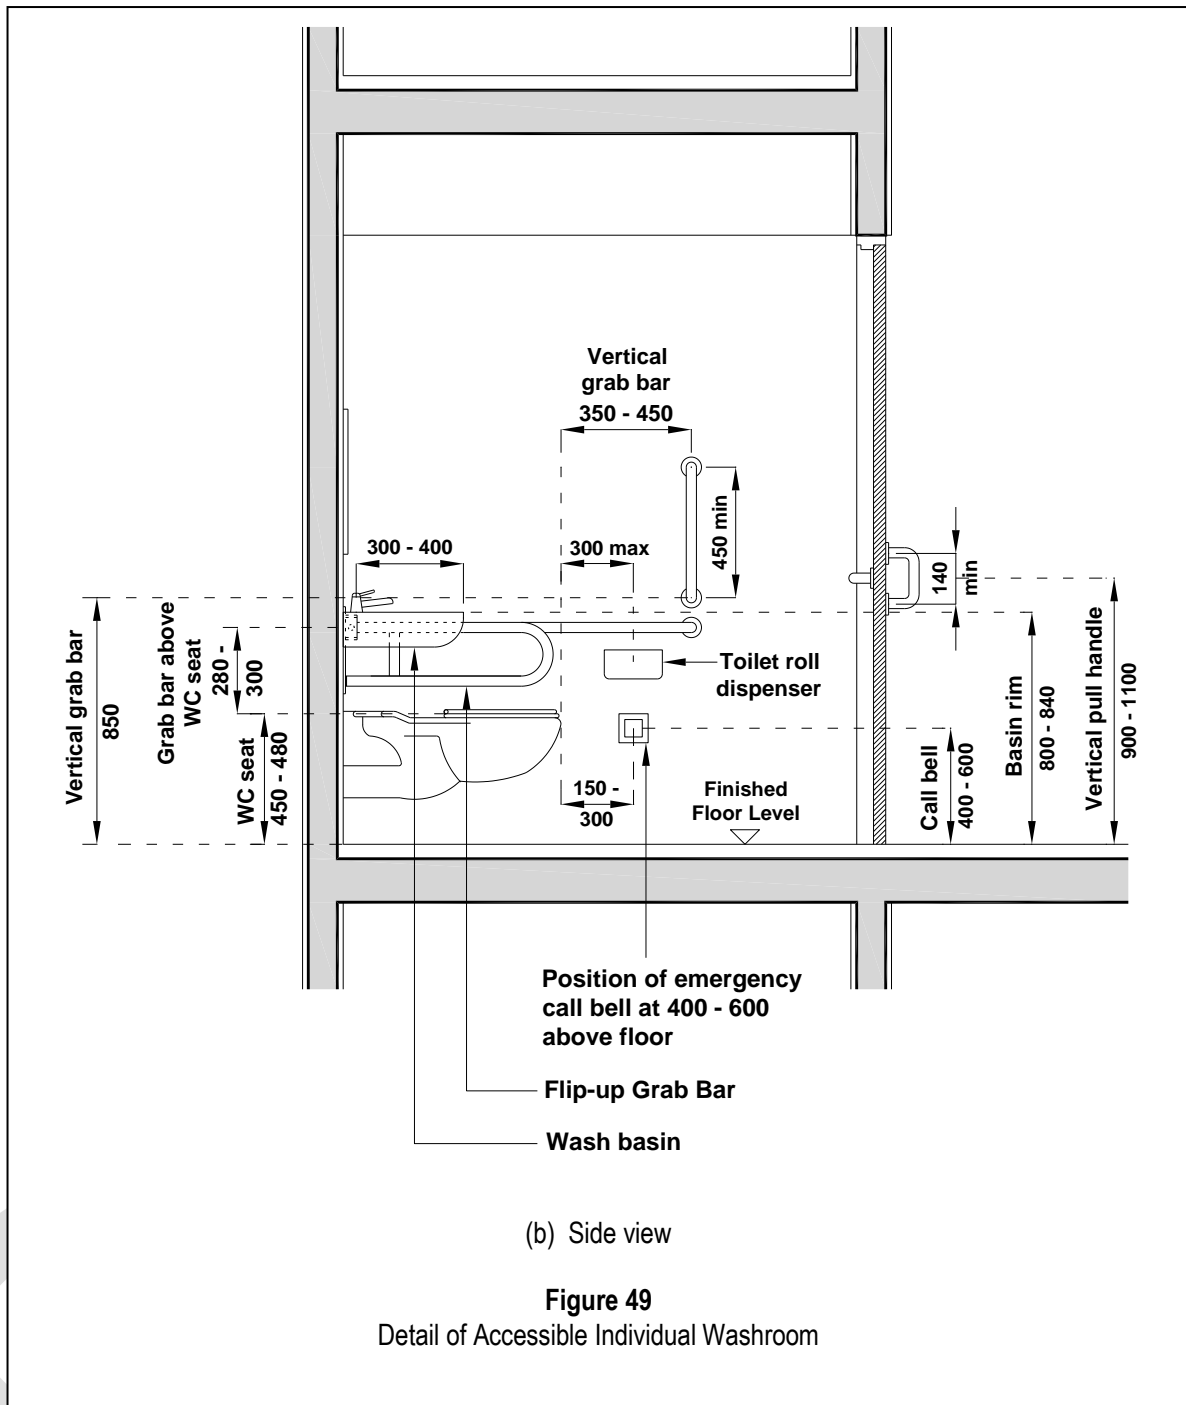 Vertical
grab bar
350 - 450
450 min
300 - 400
300 max
140
min
Vertical grab bar
850
Grab bar above
WC seat
280 -
300
WC seat
450 - 480
Toilet roll
dispenser
150 -
300
Finished
Floor Level
Call bell
400 - 600
Basin rim
800 - 840
Vertical pull handle
900 - 1100
Position of emergency
call bell at 400 - 600
above floor
Flip-up Grab Bar
Wash basin
(b) Side view
Figure 49
Detail of Accessible Individual Washroom